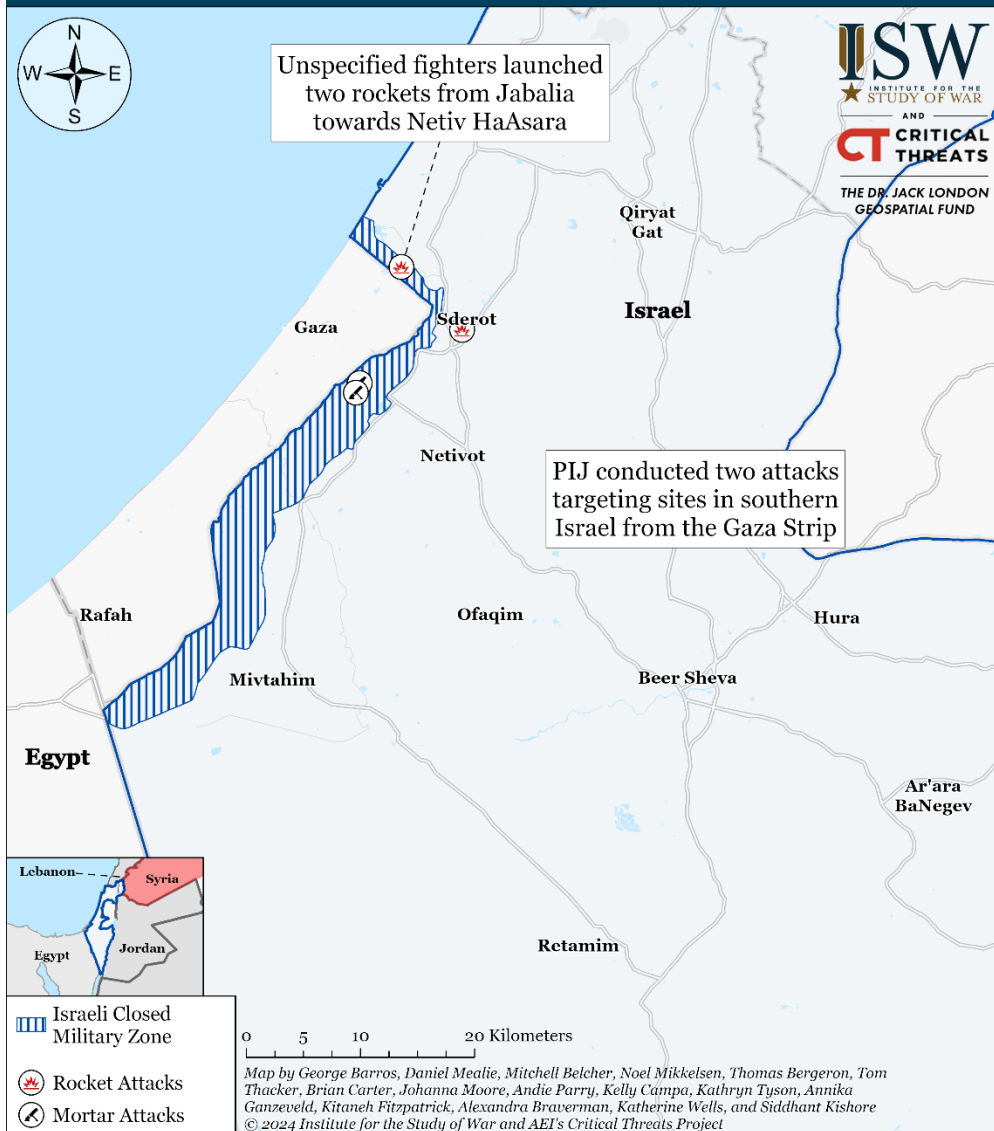 N
W
E
S
Unspecified fighters launched
two rockets from Jabalia
towards Netiv HaAsara
ISW
INSTITUTE FOR THE
STUDY OF WAR
AND
CT CRITICAL
THREATS
THE DR. JACK LONDON
GEOSPATIAL FUND
Qiryat
Gat
Israel
Gaza
Sderot
Netivot
PIJ conducted two attacks
targeting sites in southern
Israel from the Gaza Strip
Rafah
Ofaqim
Hura
Mivtahim
Beer Sheva
Egypt
Ar'ara
BaNegev
Retamim
Lebanon
Syria
Egypt
Jordan
Israeli Closed
Military Zone
Rocket Attacks
Mortar Attacks
0 5 10 20 Kilometers
Map by George Barros, Daniel Mealie, Mitchell Belcher, Noel Mikkelsen, Thomas Bergeron, Tom
Thacker, Brian Carter, Johanna Moore, Andie Parry, Kelly Campa, Kathryn Tyson, Annika
Ganzeveld, Kitaneh Fitzpatrick, Alexandra Braverman, Katherine Wells, and Siddhant Kishore
© 2024 Institute for the Study of War and AEI's Critical Threats Project